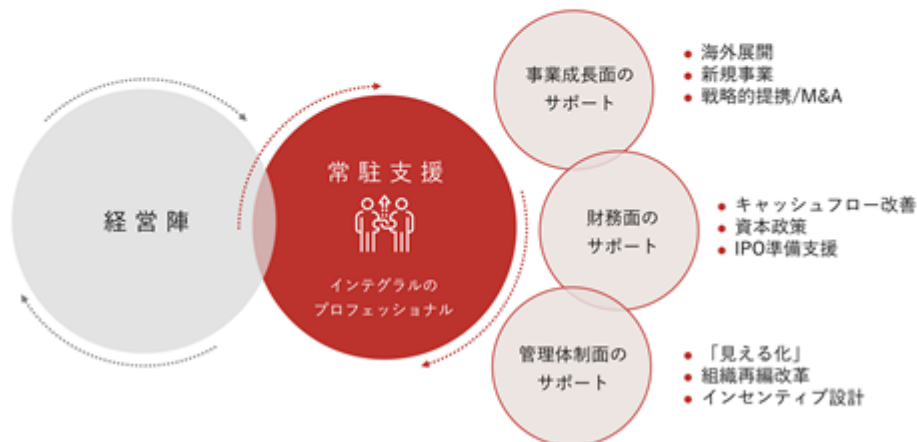 経営陣
常駐支援
インテグラルの
プロフェッショナル
事業成長面の
サポート
海外展開
新規事業
戦略的提携/M&A
財務面の
サポート
キャッシュフロー改善
資本政策
IPO準備支援
管理体制面の
サポート
「見える化」
組織再編改革
インセンティブ設計